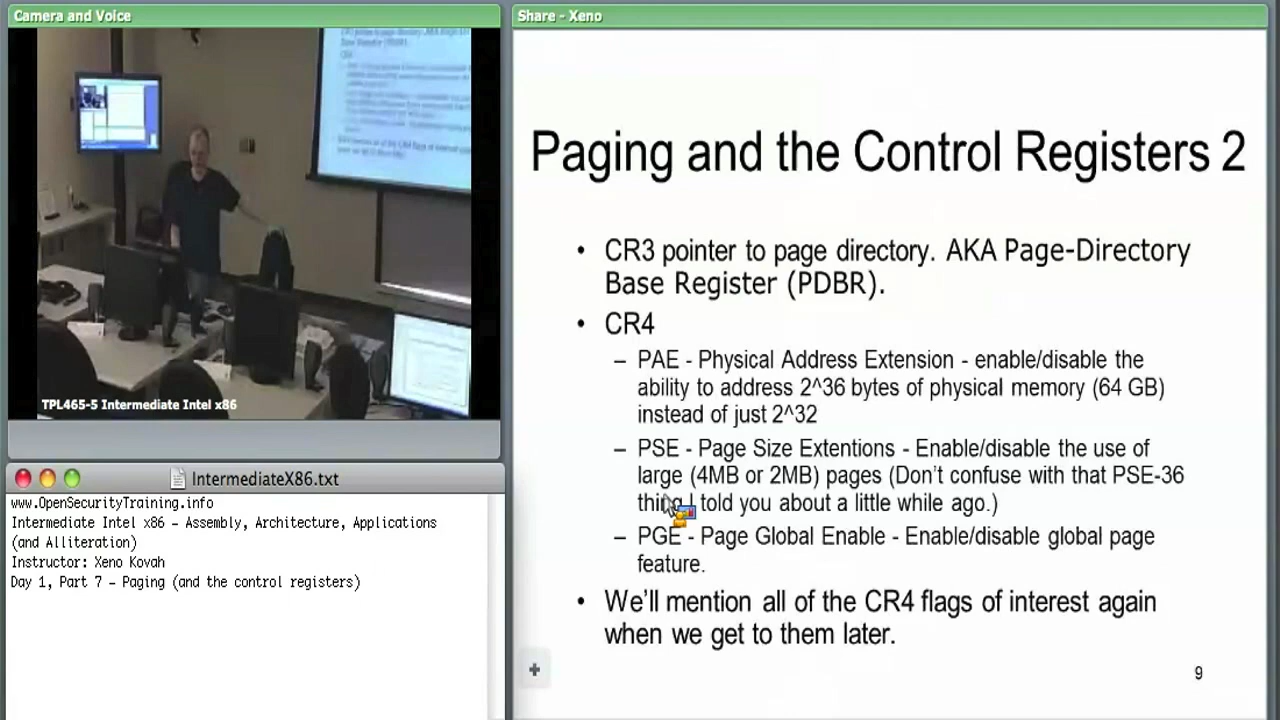 Camera and Voice
TPL465-5 Intermediate Intel x86
IntermediateX86.txt
www.OpenSecurityTraining.info
Intermediate Intel x86 – Assembly, Architecture, Applications
(and Alliteration)
Instructor: Xeno Kovah
Day 1, Part 7 – Paging (and the control registers)
Share - Xeno
Paging and the Control Registers 2
• CR3 pointer to page directory. AKA Page-Directory
Base Register (PDBR).
• CR4
– PAE - Physical Address Extension - enable/disable the
ability to address 2^36 bytes of physical memory (64 GB)
instead of just 2^32
– PSE - Page Size Extentions - Enable/disable the use of
large (4MB or 2MB) pages (Don't confuse with that PSE-36
thing I told you about a little while ago.)
– PGE - Page Global Enable - Enable/disable global page
feature.
• We'll mention all of the CR4 flags of interest again
when we get to them later.
9